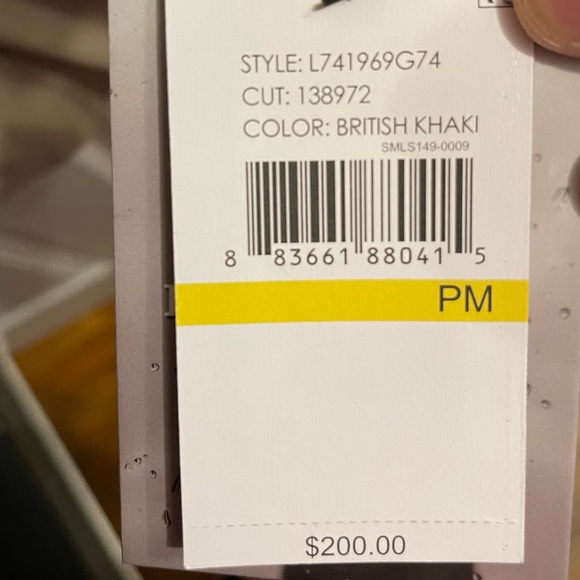 STYLE: L741969G74
CUT: 138972
COLOR: BRITISH KHAKI
SMLS149-0009
8 83661 88041 5
PM
$200.00